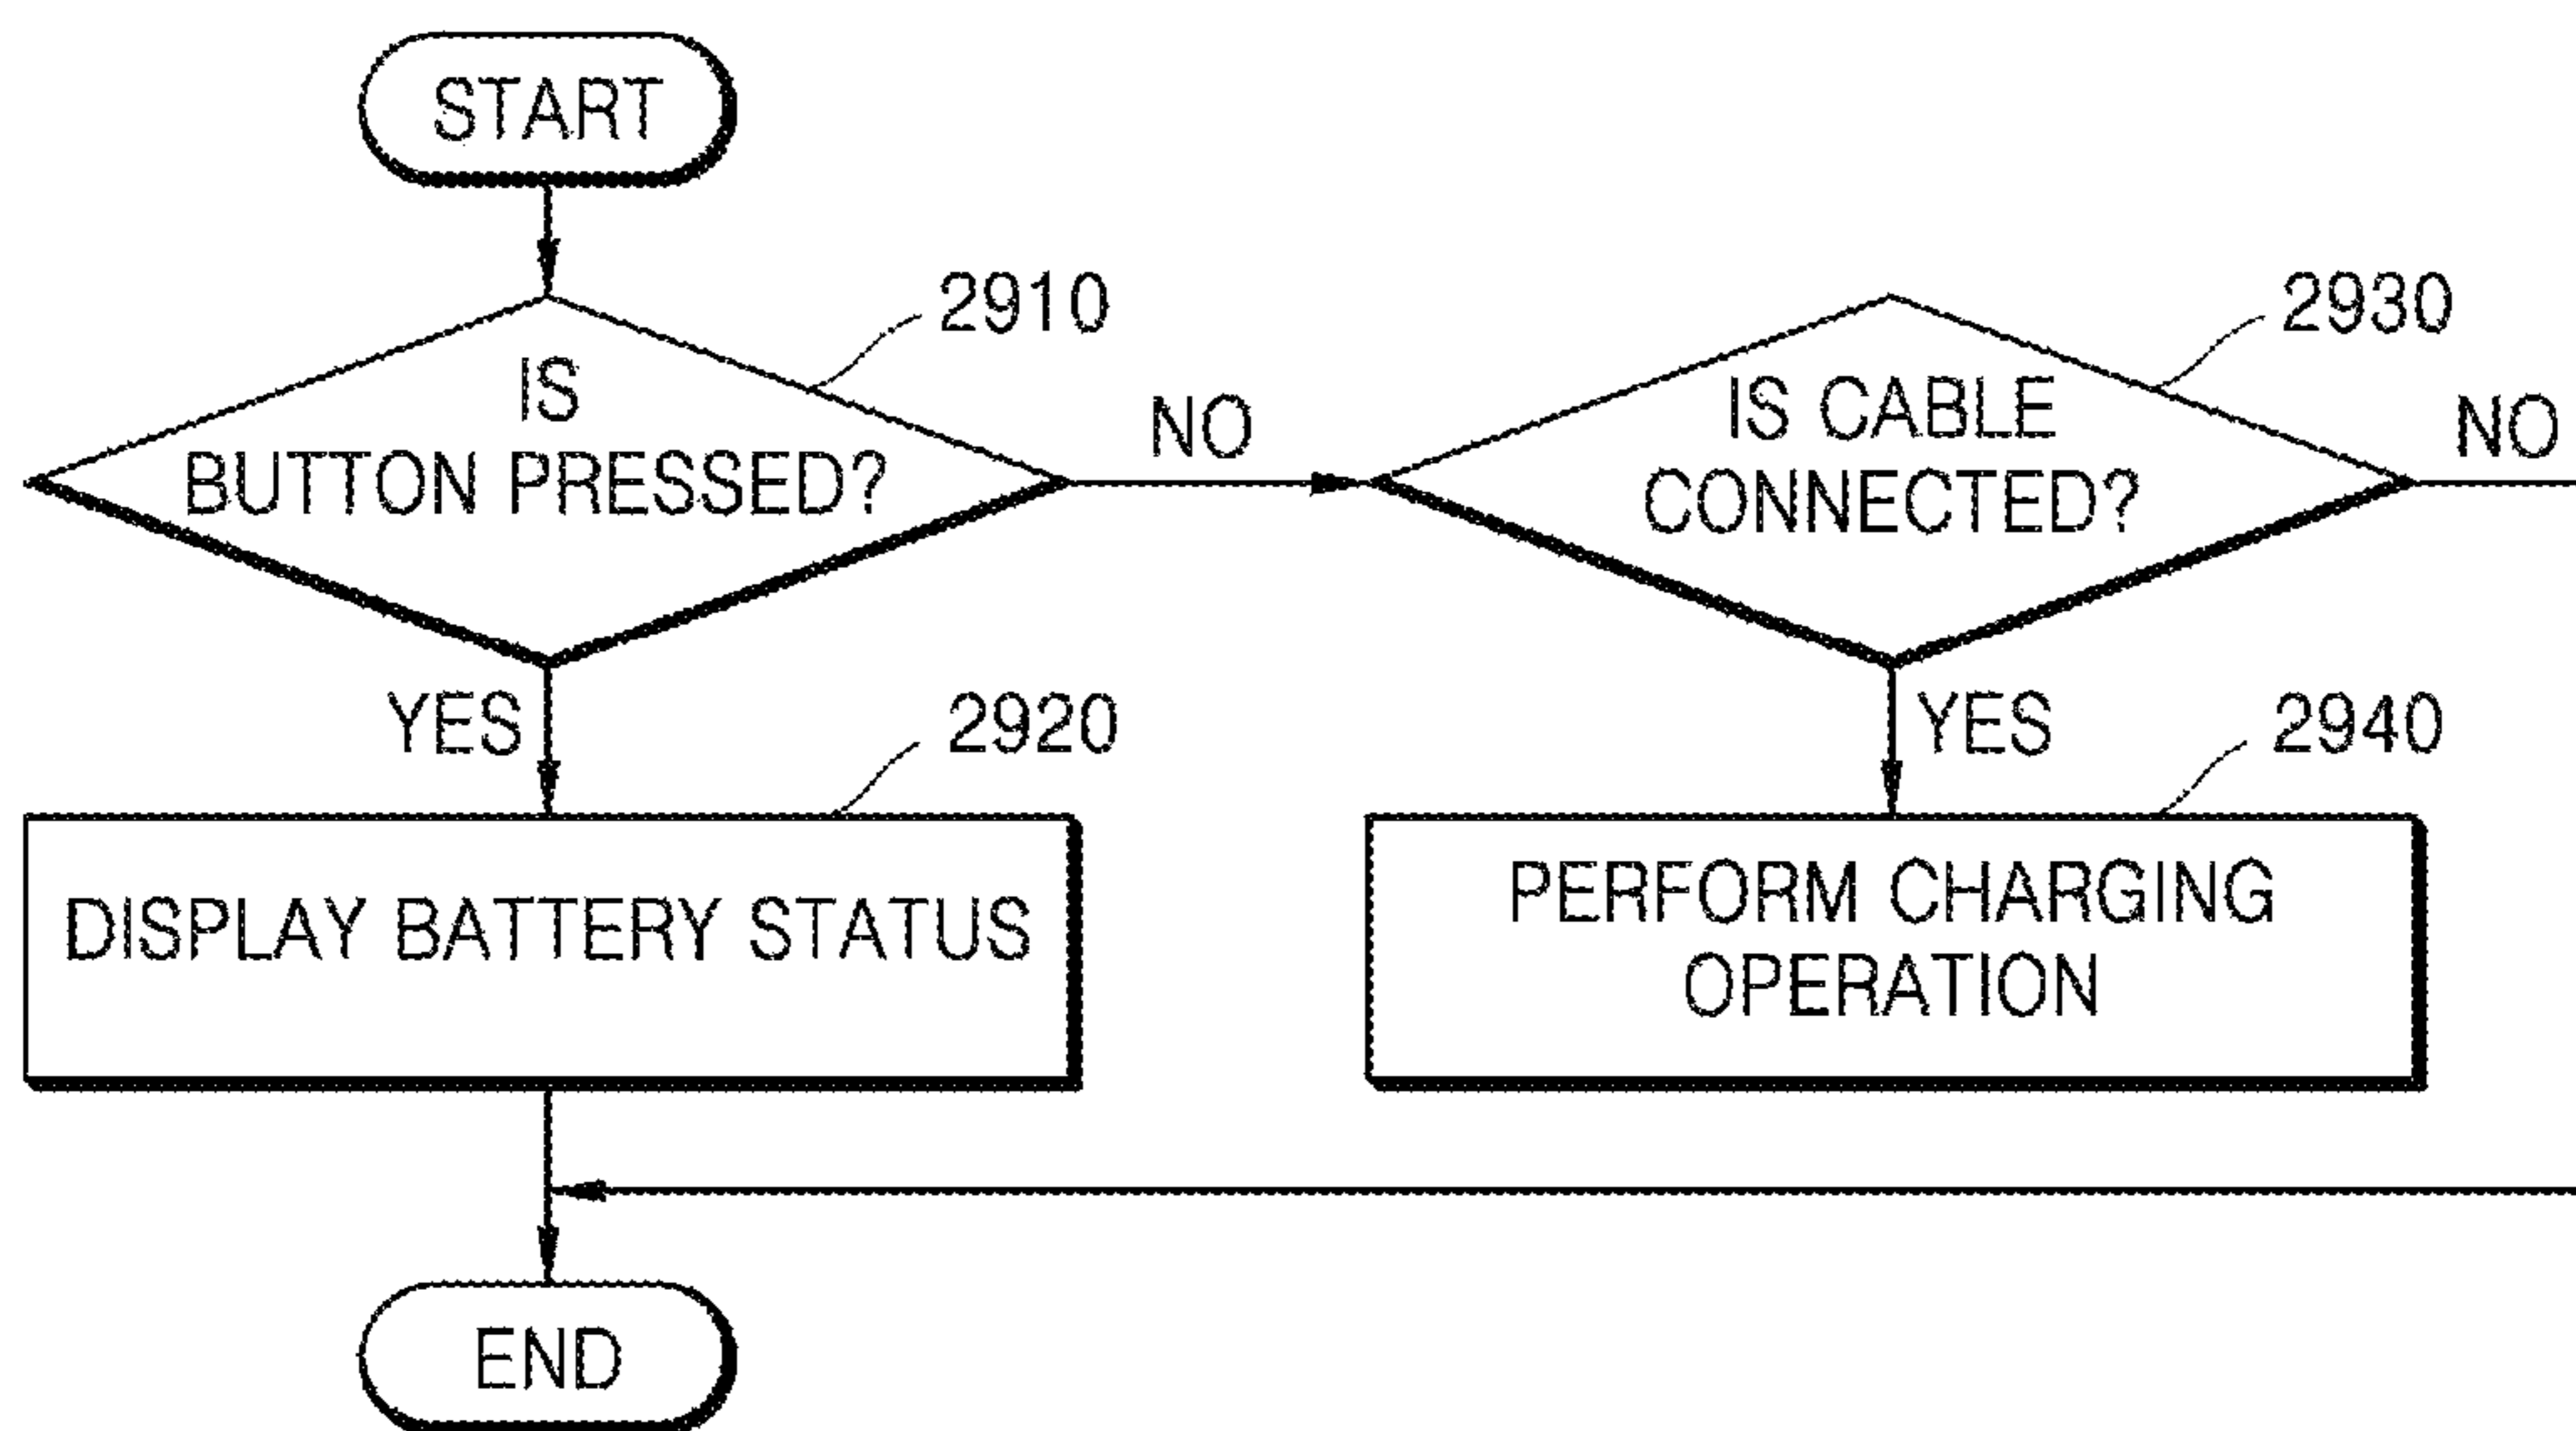 START
2910
IS
BUTTON PRESSED?
NO
2930
IS CABLE
CONNECTED?
NO
YES
2920
DISPLAY BATTERY STATUS
YES
2940
PERFORM CHARGING
OPERATION
END